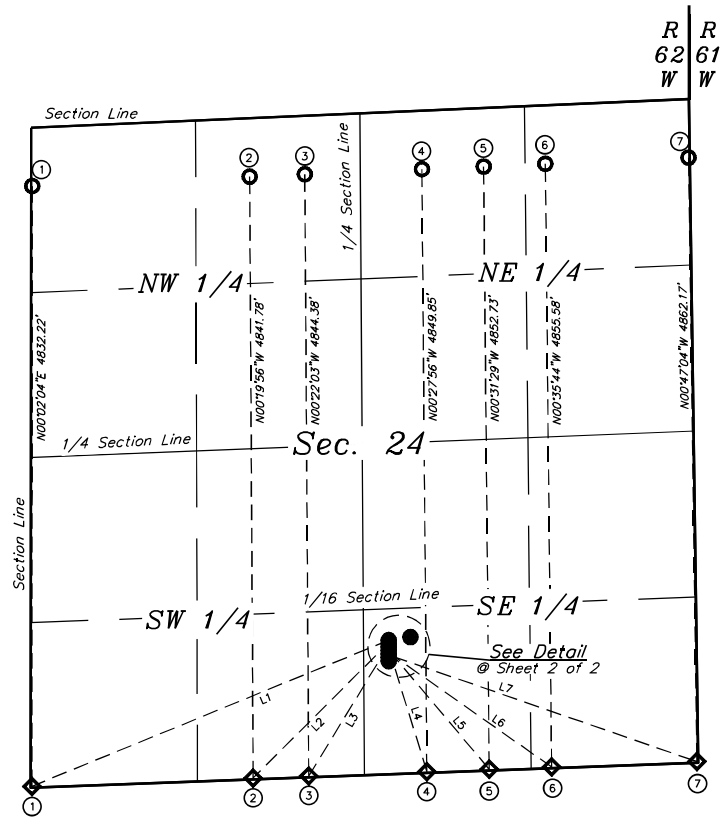 R R
62 61
W W
Section Line
1/4 Section Line
1
2
3
4
5
6
7
NW 1/4
NE 1/4
N00°02'04"E 4832.22'
N00°19'56"W 4841.78'
N00°22'03"W 4844.38'
N00°27'56"W 4849.85'
N00°31'29"W 4852.73'
N00°35'44"W 4855.58'
N00°47'04"W 4862.17'
1/4 Section Line
Sec. 24
Section Line
1/16 Section Line
SW 1/4
SE 1/4
See Detail
@ Sheet 2 of 2
L1
L2
L3
L4
L5
L6
L7
1
2
3
4
5
6
7